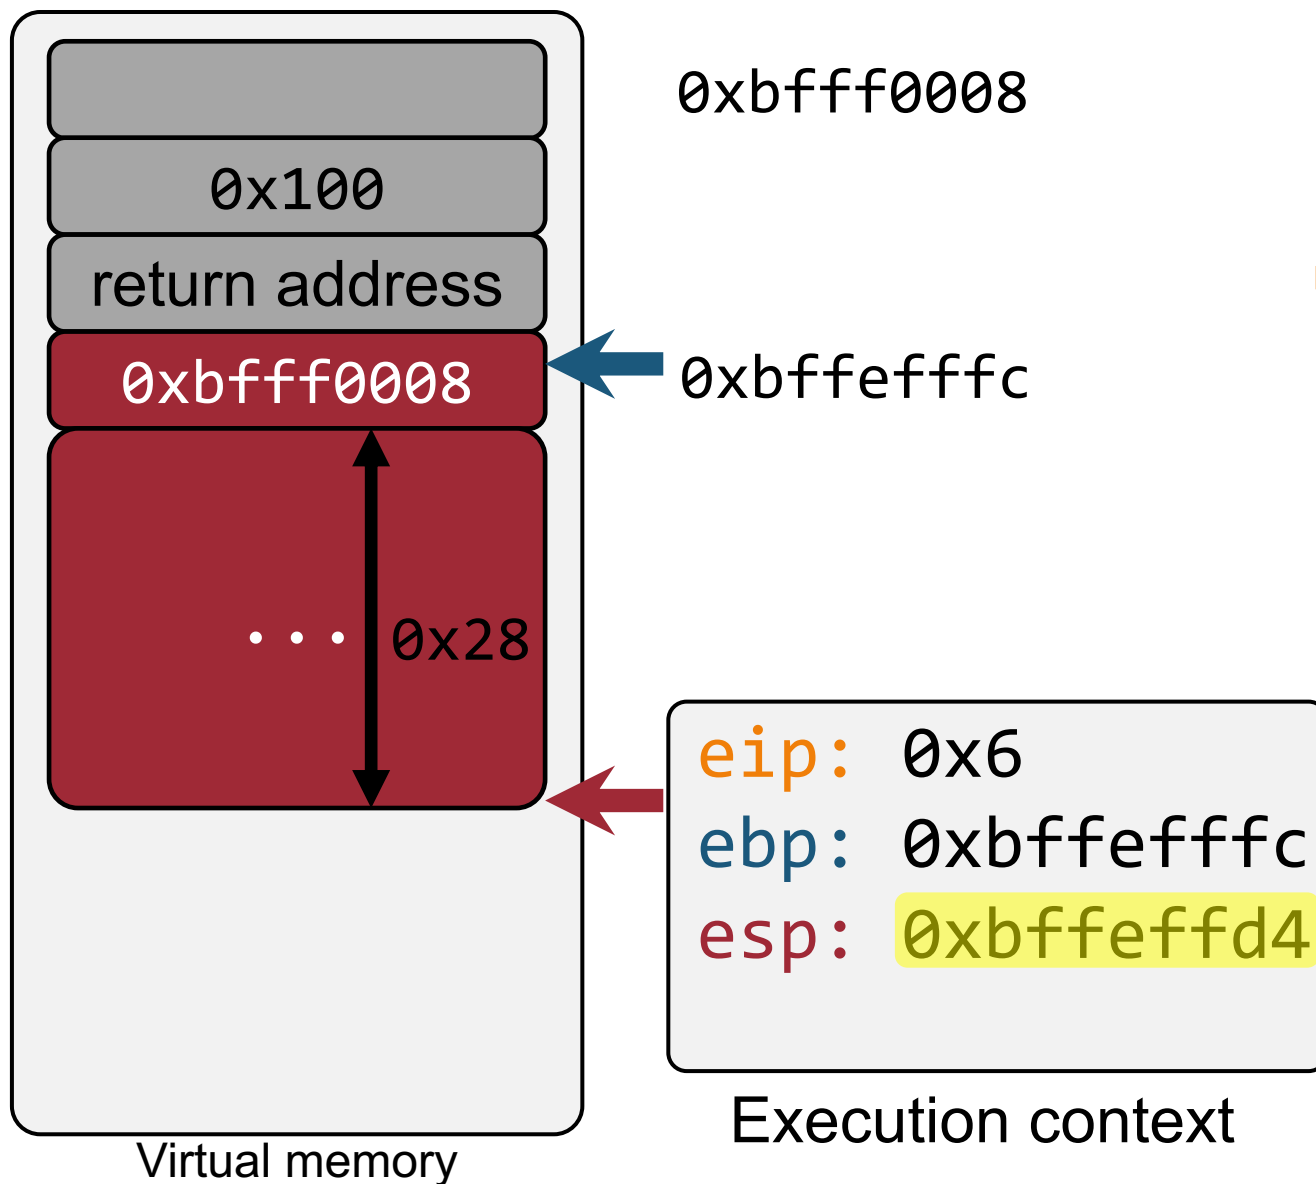 0xbfff0008
0x100
return address
0xbfff0008
0xbffefffc
...
0x28
eip: 0x6
ebp: 0xbffefffc
esp: 0xbffeffd4
Execution context
Virtual memory